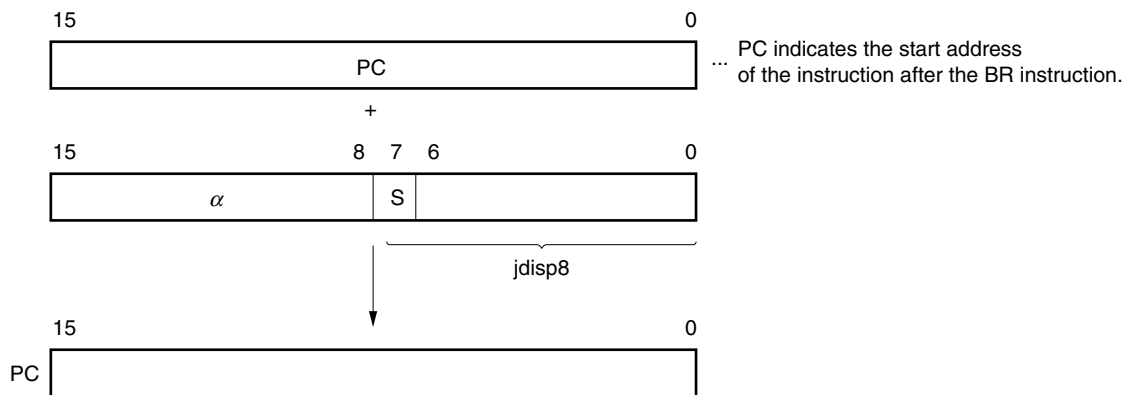 15 0
PC
... PC indicates the start address
of the instruction after the BR instruction.
+
15 8 7 6 0
α S
jdisp8
15 0
PC